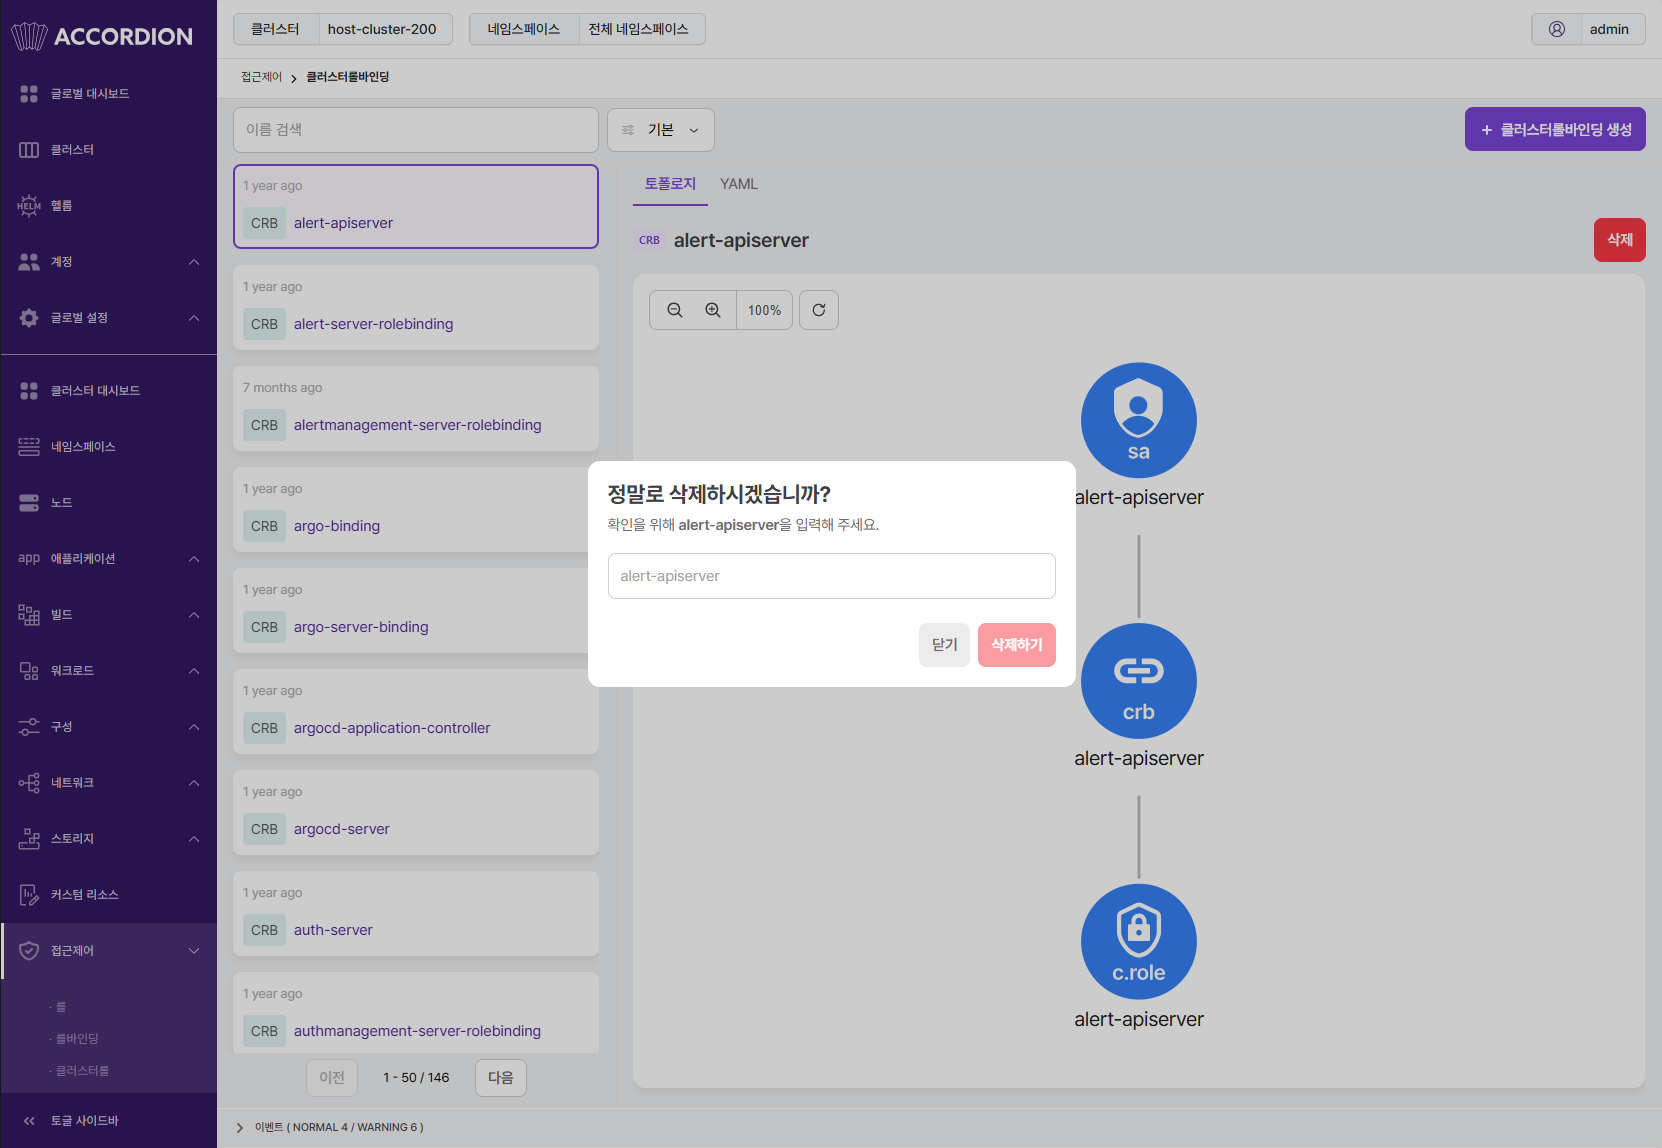 ACCORDION
클러스터 host-cluster-200
네임스페이스 전체 네임스페이스
admin
접근제어 클러스터롤바인딩
글로벌 대시보드
클러스터
HELM 헬름
계정
글로벌 설정
클러스터 대시보드
네임스페이스
노드
app 애플리케이션
빌드
워크로드
구성
네트워크
스토리지
커스텀 리소스
접근제어
· 롤
· 롤바인딩
· 클러스터롤
토글 사이드바
이름 검색
기본
+ 클러스터롤바인딩 생성
1 year ago
CRB alert-apiserver
1 year ago
CRB alert-server-rolebinding
7 months ago
CRB alertmanagement-server-rolebinding
1 year ago
CRB argo-binding
1 year ago
CRB argo-server-binding
1 year ago
CRB argocd-application-controller
1 year ago
CRB argocd-server
1 year ago
CRB auth-server
1 year ago
CRB authmanagement-server-rolebinding
이전 1 - 50 / 146 다음
토폴로지 YAML
CRB alert-apiserver
삭제
100%
sa
alert-apiserver
crb
alert-apiserver
c.role
alert-apiserver
정말로 삭제하시겠습니까?
확인을 위해 alert-apiserver을 입력해 주세요.
alert-apiserver
닫기 삭제하기
이벤트 ( NORMAL 4 / WARNING 6 )